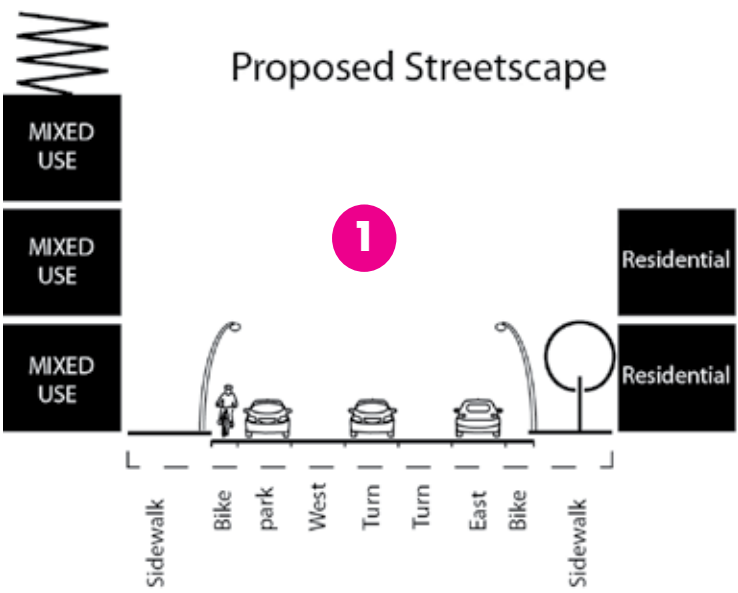 Proposed Streetscape
MIXED
USE
MIXED
USE
MIXED
USE
1
Residential
Residential
Sidewalk
Bike
park
West
Turn
Turn
East
Bike
Sidewalk